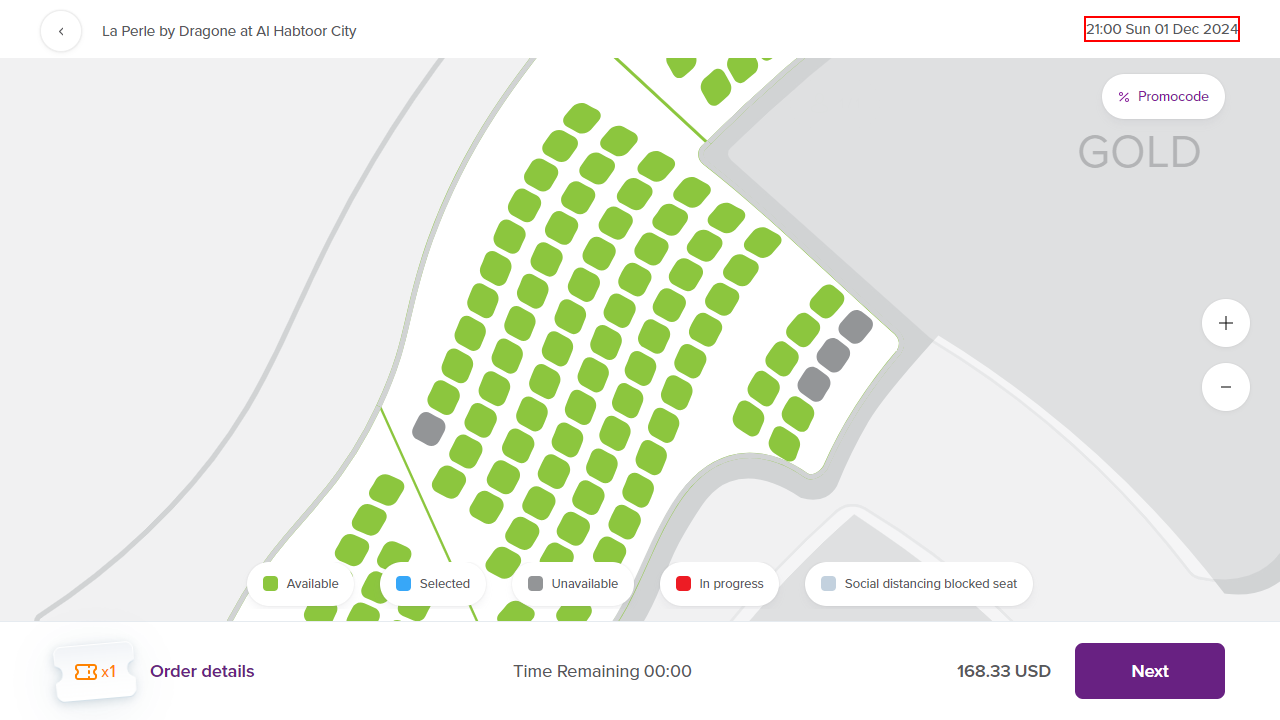 La Perle by Dragone at Al Habtoor City
21:00 Sun 01 Dec 2024
% Promocode
GOLD
+
−
Available
Selected
Unavailable
In progress
Social distancing blocked seat
x1
Order details
Time Remaining 00:00
168.33 USD
Next